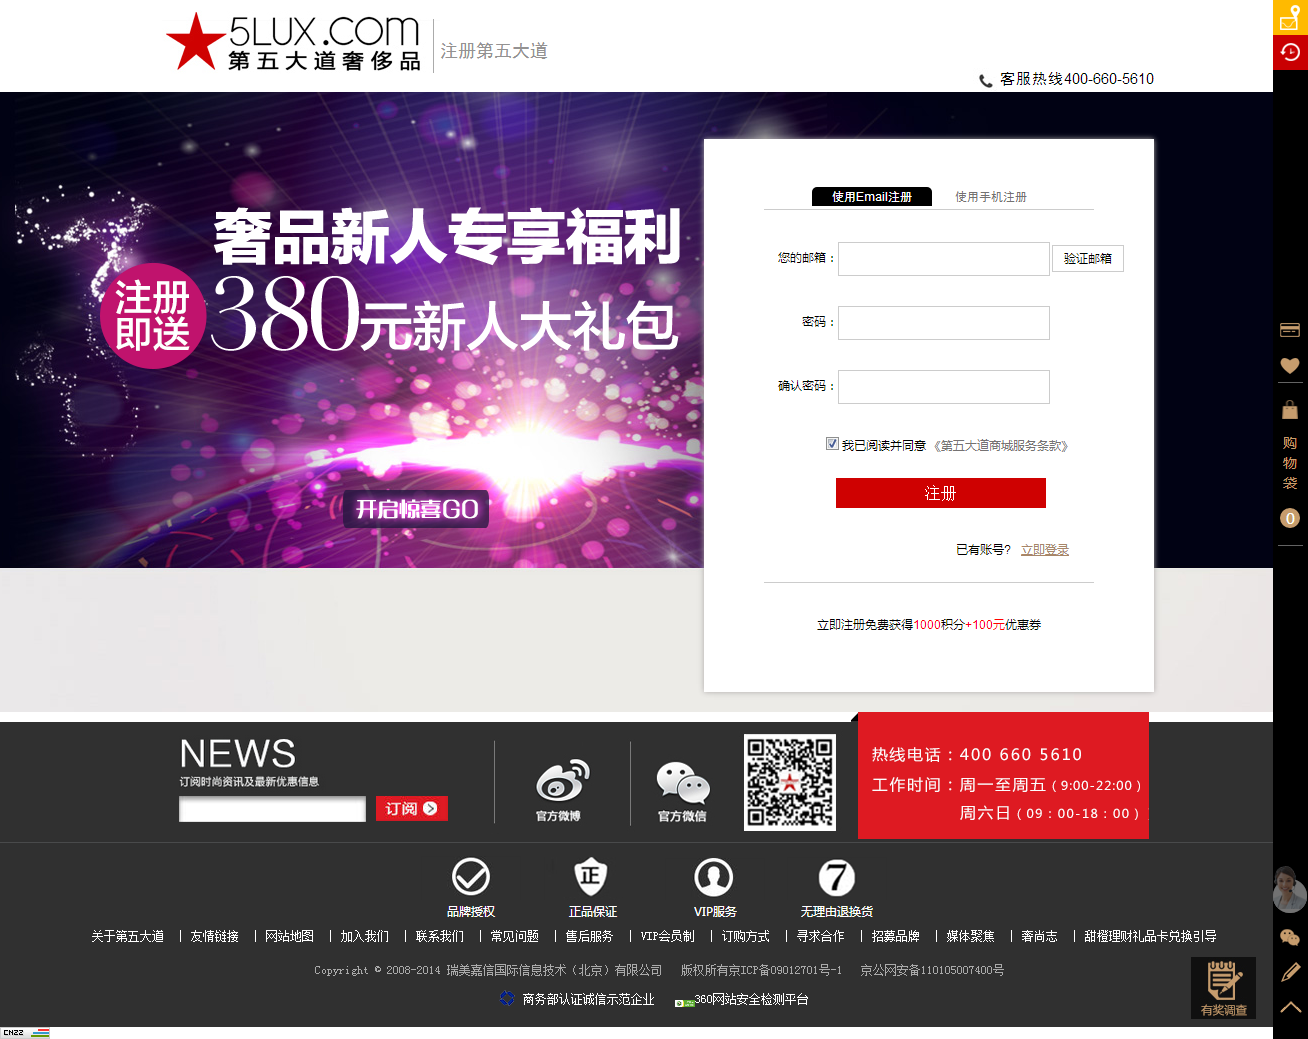 5LUX.COM
第五大道奢侈品
注册第五大道
客服热线400-660-5610
奢品新人专享福利
注册
即送
380元新人大礼包
开启惊喜GO
使用Email注册
使用手机注册
您的邮箱：
验证邮箱
密码：
确认密码：
我已阅读并同意《第五大道商城服务条款》
注册
已有账号? 立即登录
立即注册免费获得1000积分+100元优惠券
购
物
袋
0
NEWS
订阅时尚资讯及最新优惠信息
订阅
官方微博
官方微信
热线电话：400 660 5610
工作时间：周一至周五（9:00-22:00）
周六日（09：00-18：00）
正
7
品牌授权
正品保证
VIP服务
无理由退换货
关于第五大道 | 友情链接 | 网站地图 | 加入我们 | 联系我们 | 常见问题 | 售后服务 | VIP会员制 | 订购方式 | 寻求合作 | 招募品牌 | 媒体聚焦 | 奢尚志 | 甜橙理财礼品卡兑换引导
Copyright © 2008-2014 瑞美嘉信国际信息技术（北京）有限公司 版权所有京ICP备09012701号-1 京公网安备110105007400号
商务部认证诚信示范企业
360网站安全检测平台
有奖调查
CNZZ